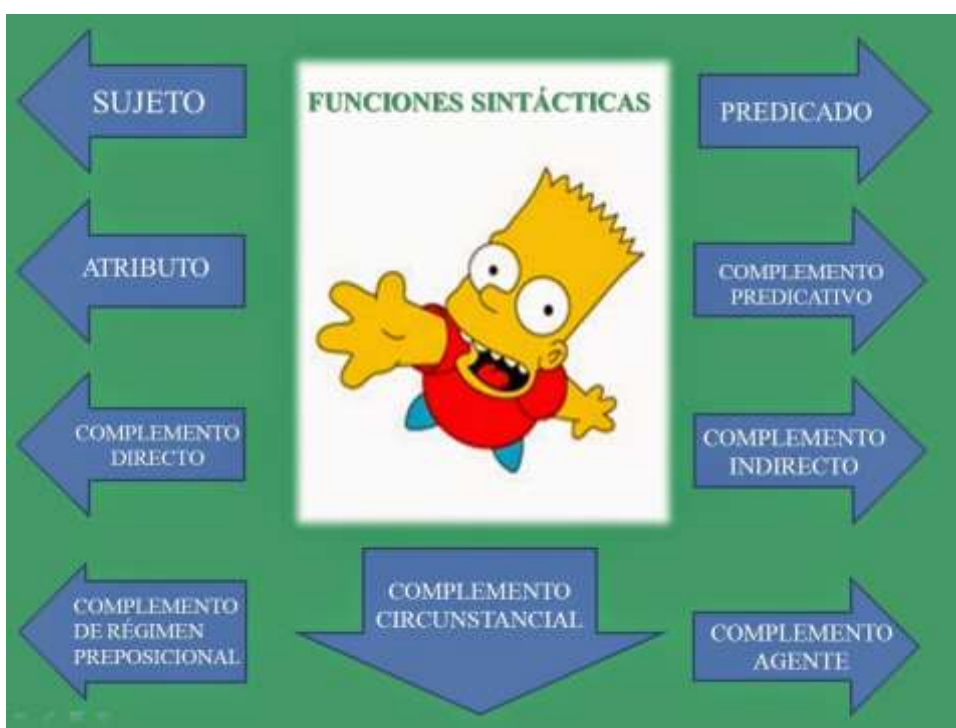 FUNCIONES SINTÁCTICAS
SUJETO
PREDICADO
ATRIBUTO
COMPLEMENTO
PREDICATIVO
COMPLEMENTO
DIRECTO
COMPLEMENTO
INDIRECTO
COMPLEMENTO
DE RÉGIMEN
PREPOSICIONAL
COMPLEMENTO
CIRCUNSTANCIAL
COMPLEMENTO
AGENTE